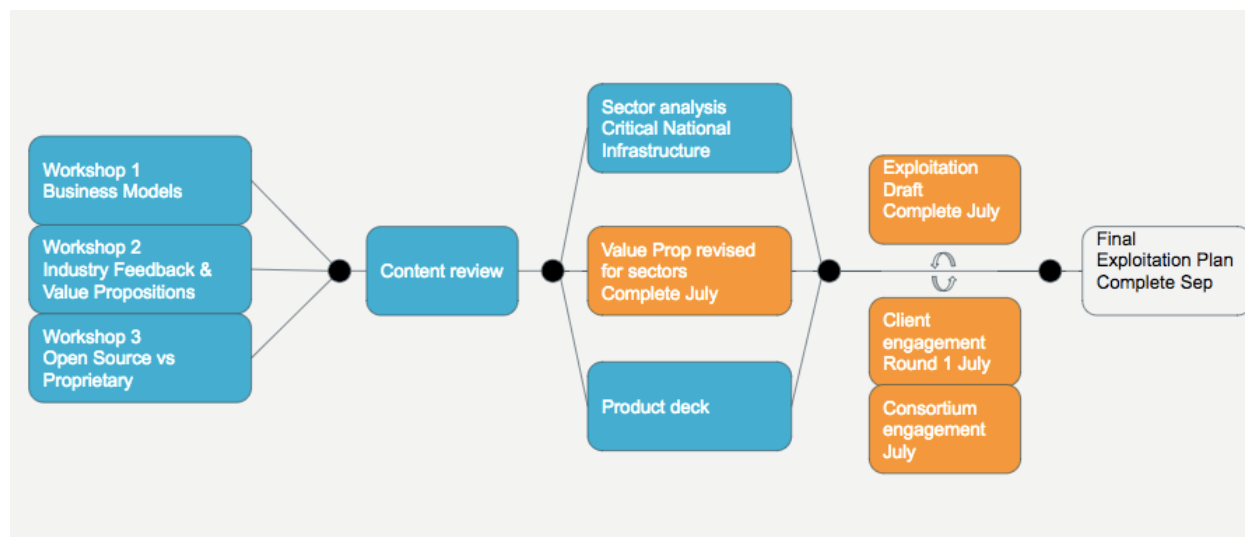 Workshop 1
Business Models
Workshop 2
Industry Feedback &
Value Propositions
Workshop 3
Open Source vs
Proprietary
Content review
Sector analysis
Critical National
Infrastructure
Value Prop revised
for sectors
Complete July
Product deck
Exploitation
Draft
Complete July
Client
engagement
Round 1 July
Consortium
engagement
July
Final
Exploitation Plan
Complete Sep